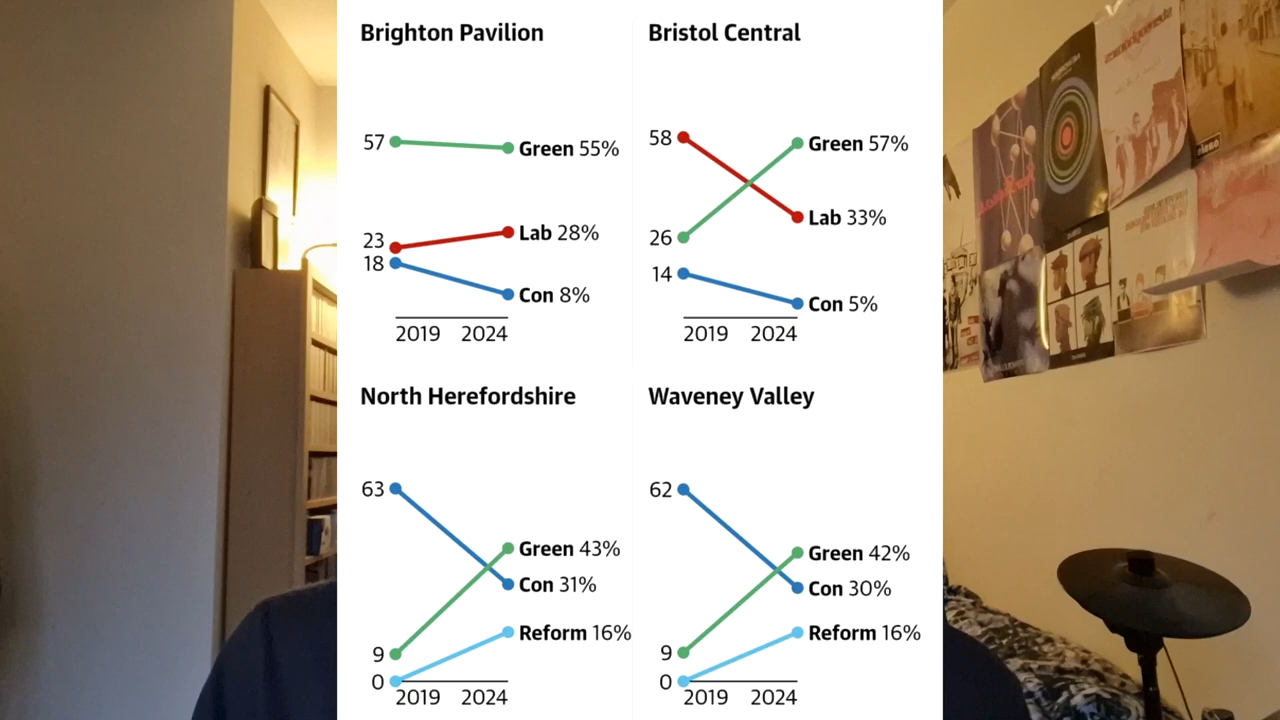 Brighton Pavilion
57
Green 55%
23
Lab 28%
18
Con 8%
2019 2024
Bristol Central
58
Green 57%
Lab 33%
26
14
Con 5%
2019 2024
North Herefordshire
63
Green 43%
Con 31%
Reform 16%
9
0
2019 2024
Waveney Valley
62
Green 42%
Con 30%
Reform 16%
9
0
2019 2024